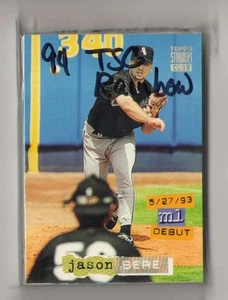 340
TOPPS
STADIUM
CLUB
94 TSC
Rainbow
5/27/93
ml
DEBUT
jason BERE